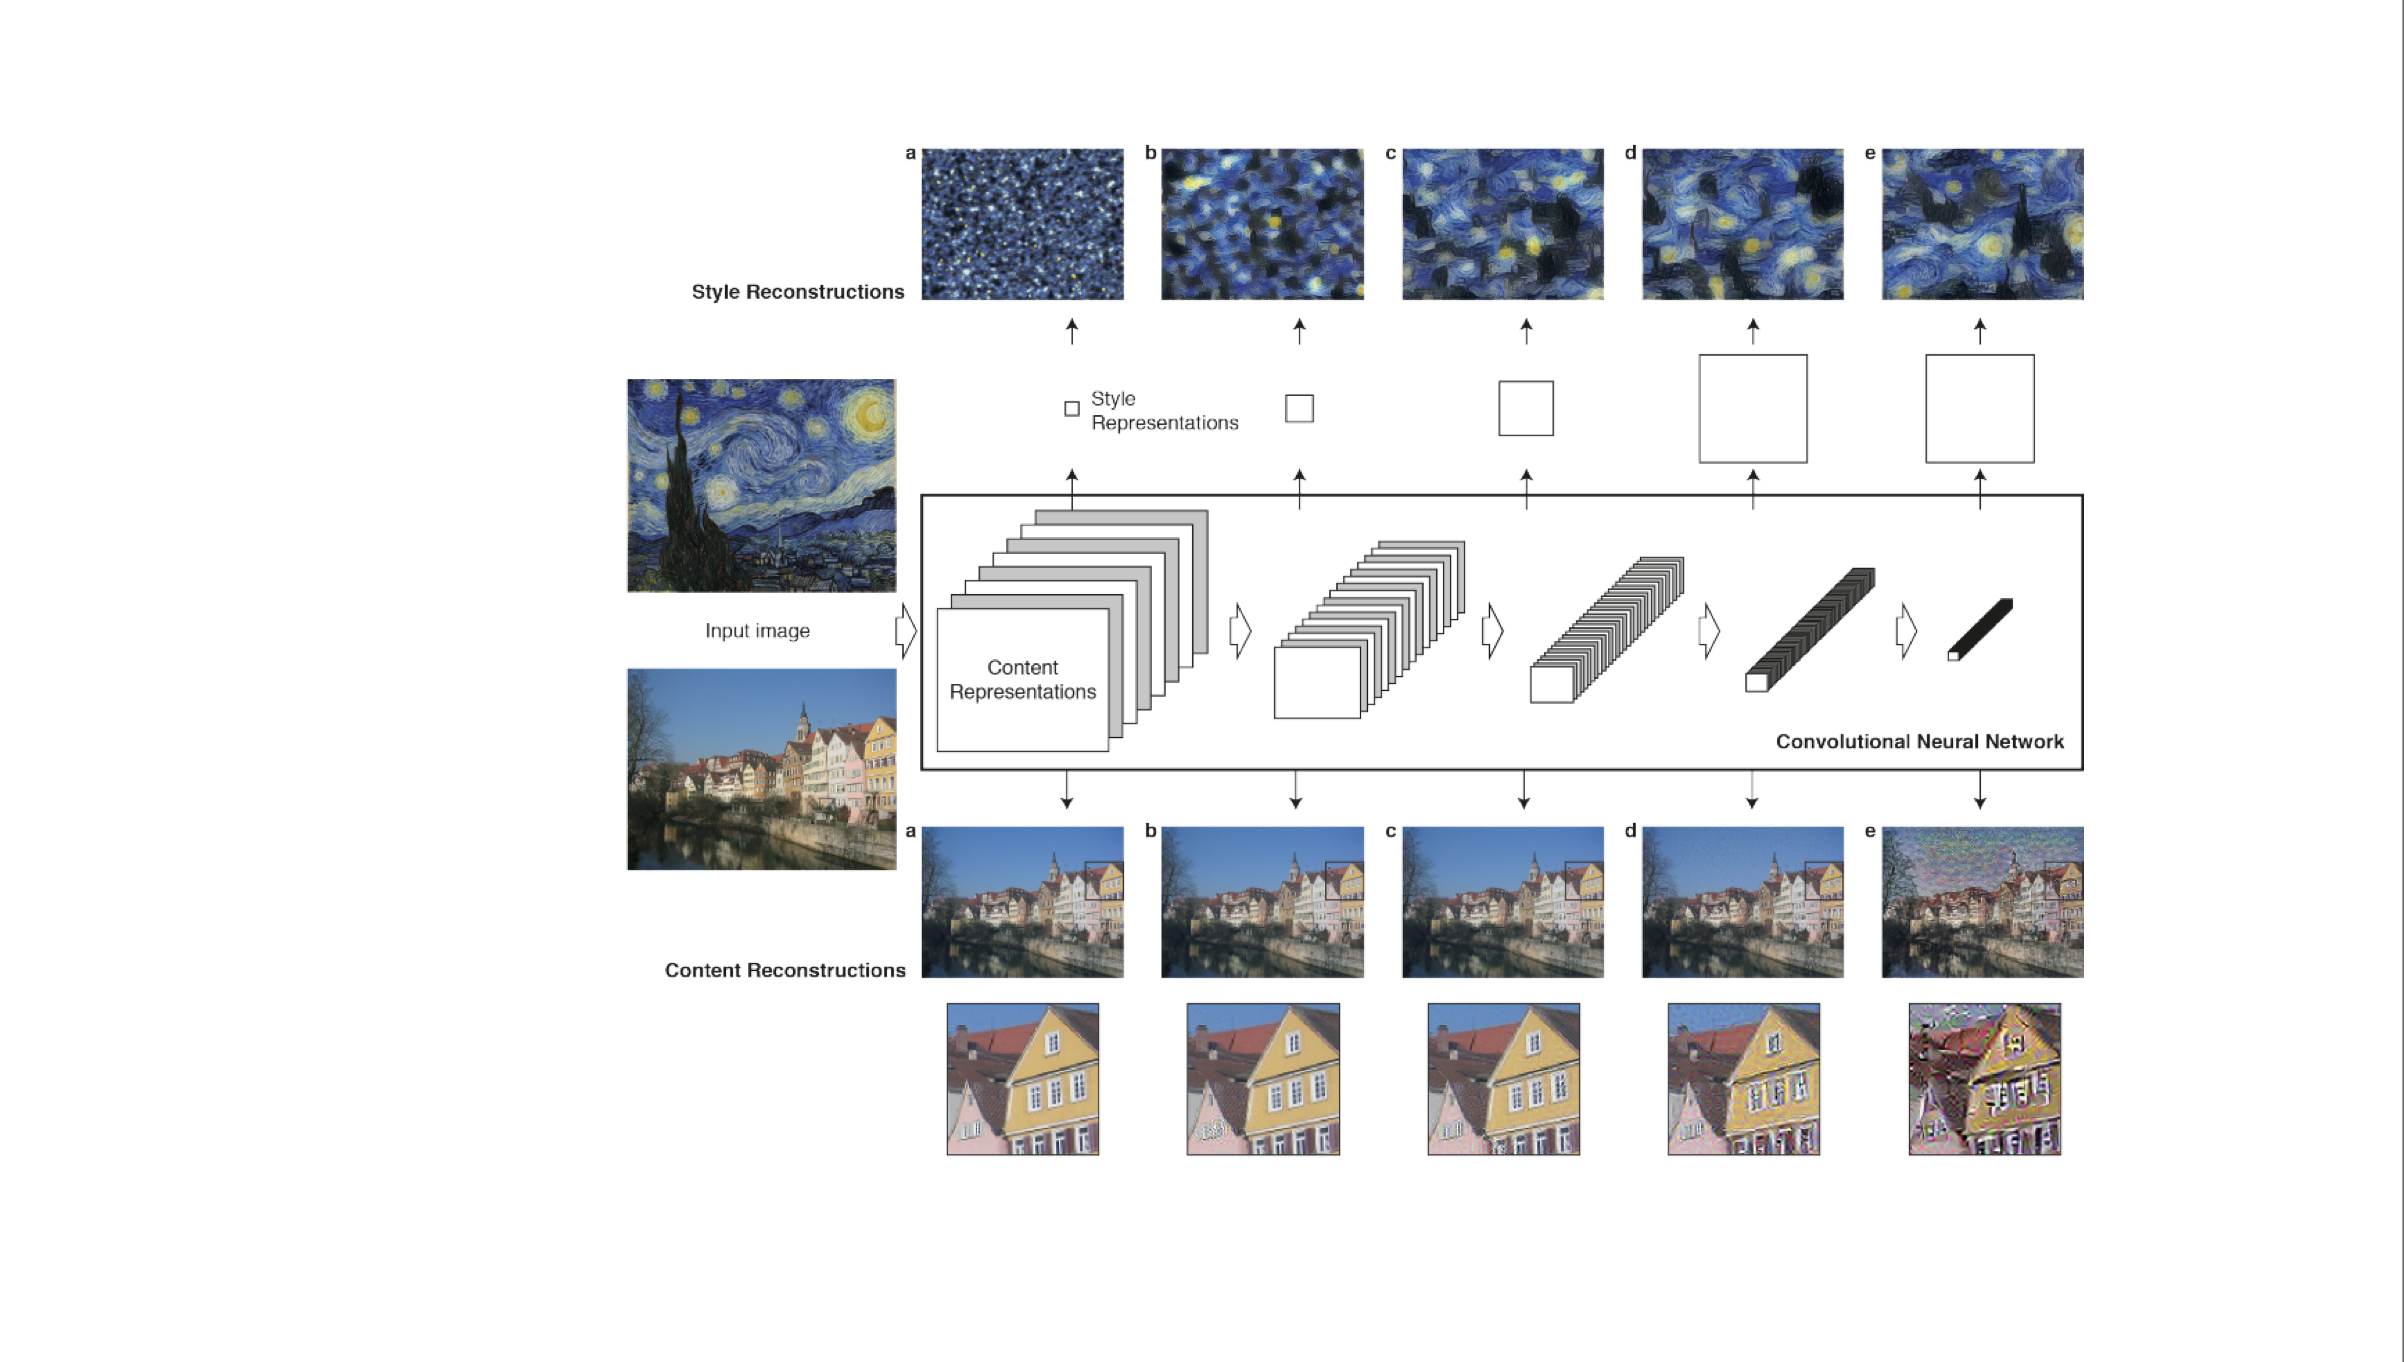 a
b
c
d
e
Style Reconstructions
Style
Representations
Input image
Content
Representations
Convolutional Neural Network
a
b
c
d
e
Content Reconstructions